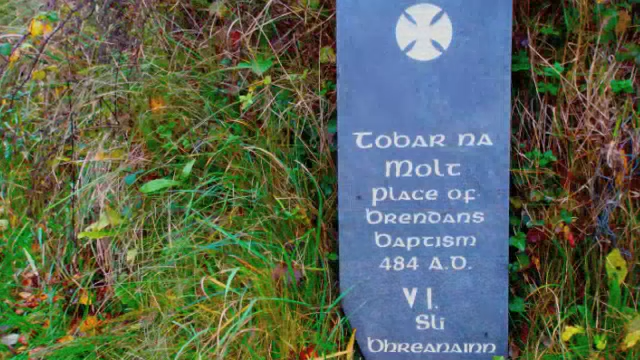 Tobar na
Molt
Place of
Brendans
Baptism
484 A.D.
VI.
Slí
Bhreanainn